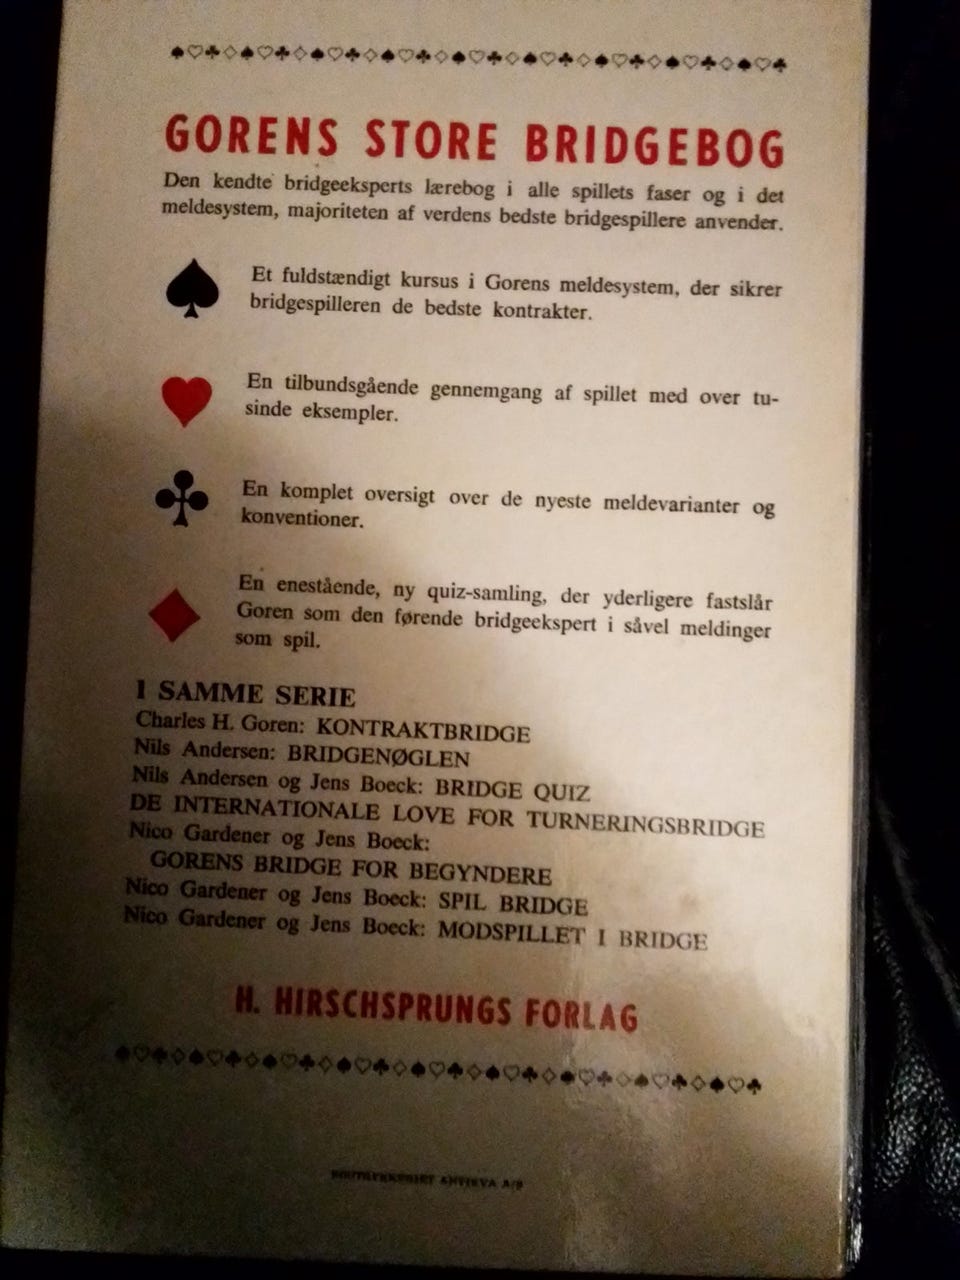 GORENS STORE BRIDGEBOG
Den kendte bridgeeksperts lærebog i alle spillets faser og i det
meldesystem, majoriteten af verdens bedste bridgespillere anvender.
Et fuldstændigt kursus i Gorens meldesystem, der sikrer
bridgespilleren de bedste kontrakter.
En tilbundsgående gennemgang af spillet med over tu-
sinde eksempler.
En komplet oversigt over de nyeste meldevarianter og
konventioner.
En enestående, ny quiz-samling, der yderligere fastslår
Goren som den førende bridgeekspert i såvel meldinger
som spil.
I SAMME SERIE
Charles H. Goren: KONTRAKTBRIDGE
Nils Andersen: BRIDGENØGLEN
Nils Andersen og Jens Boeck: BRIDGE QUIZ
DE INTERNATIONALE LOVE FOR TURNERINGSBRIDGE
Nico Gardener og Jens Boeck:
GORENS BRIDGE FOR BEGYNDERE
Nico Gardener og Jens Boeck: SPIL BRIDGE
Nico Gardener og Jens Boeck: MODSPILLET I BRIDGE
H. HIRSCHSPRUNGS FORLAG
A/S